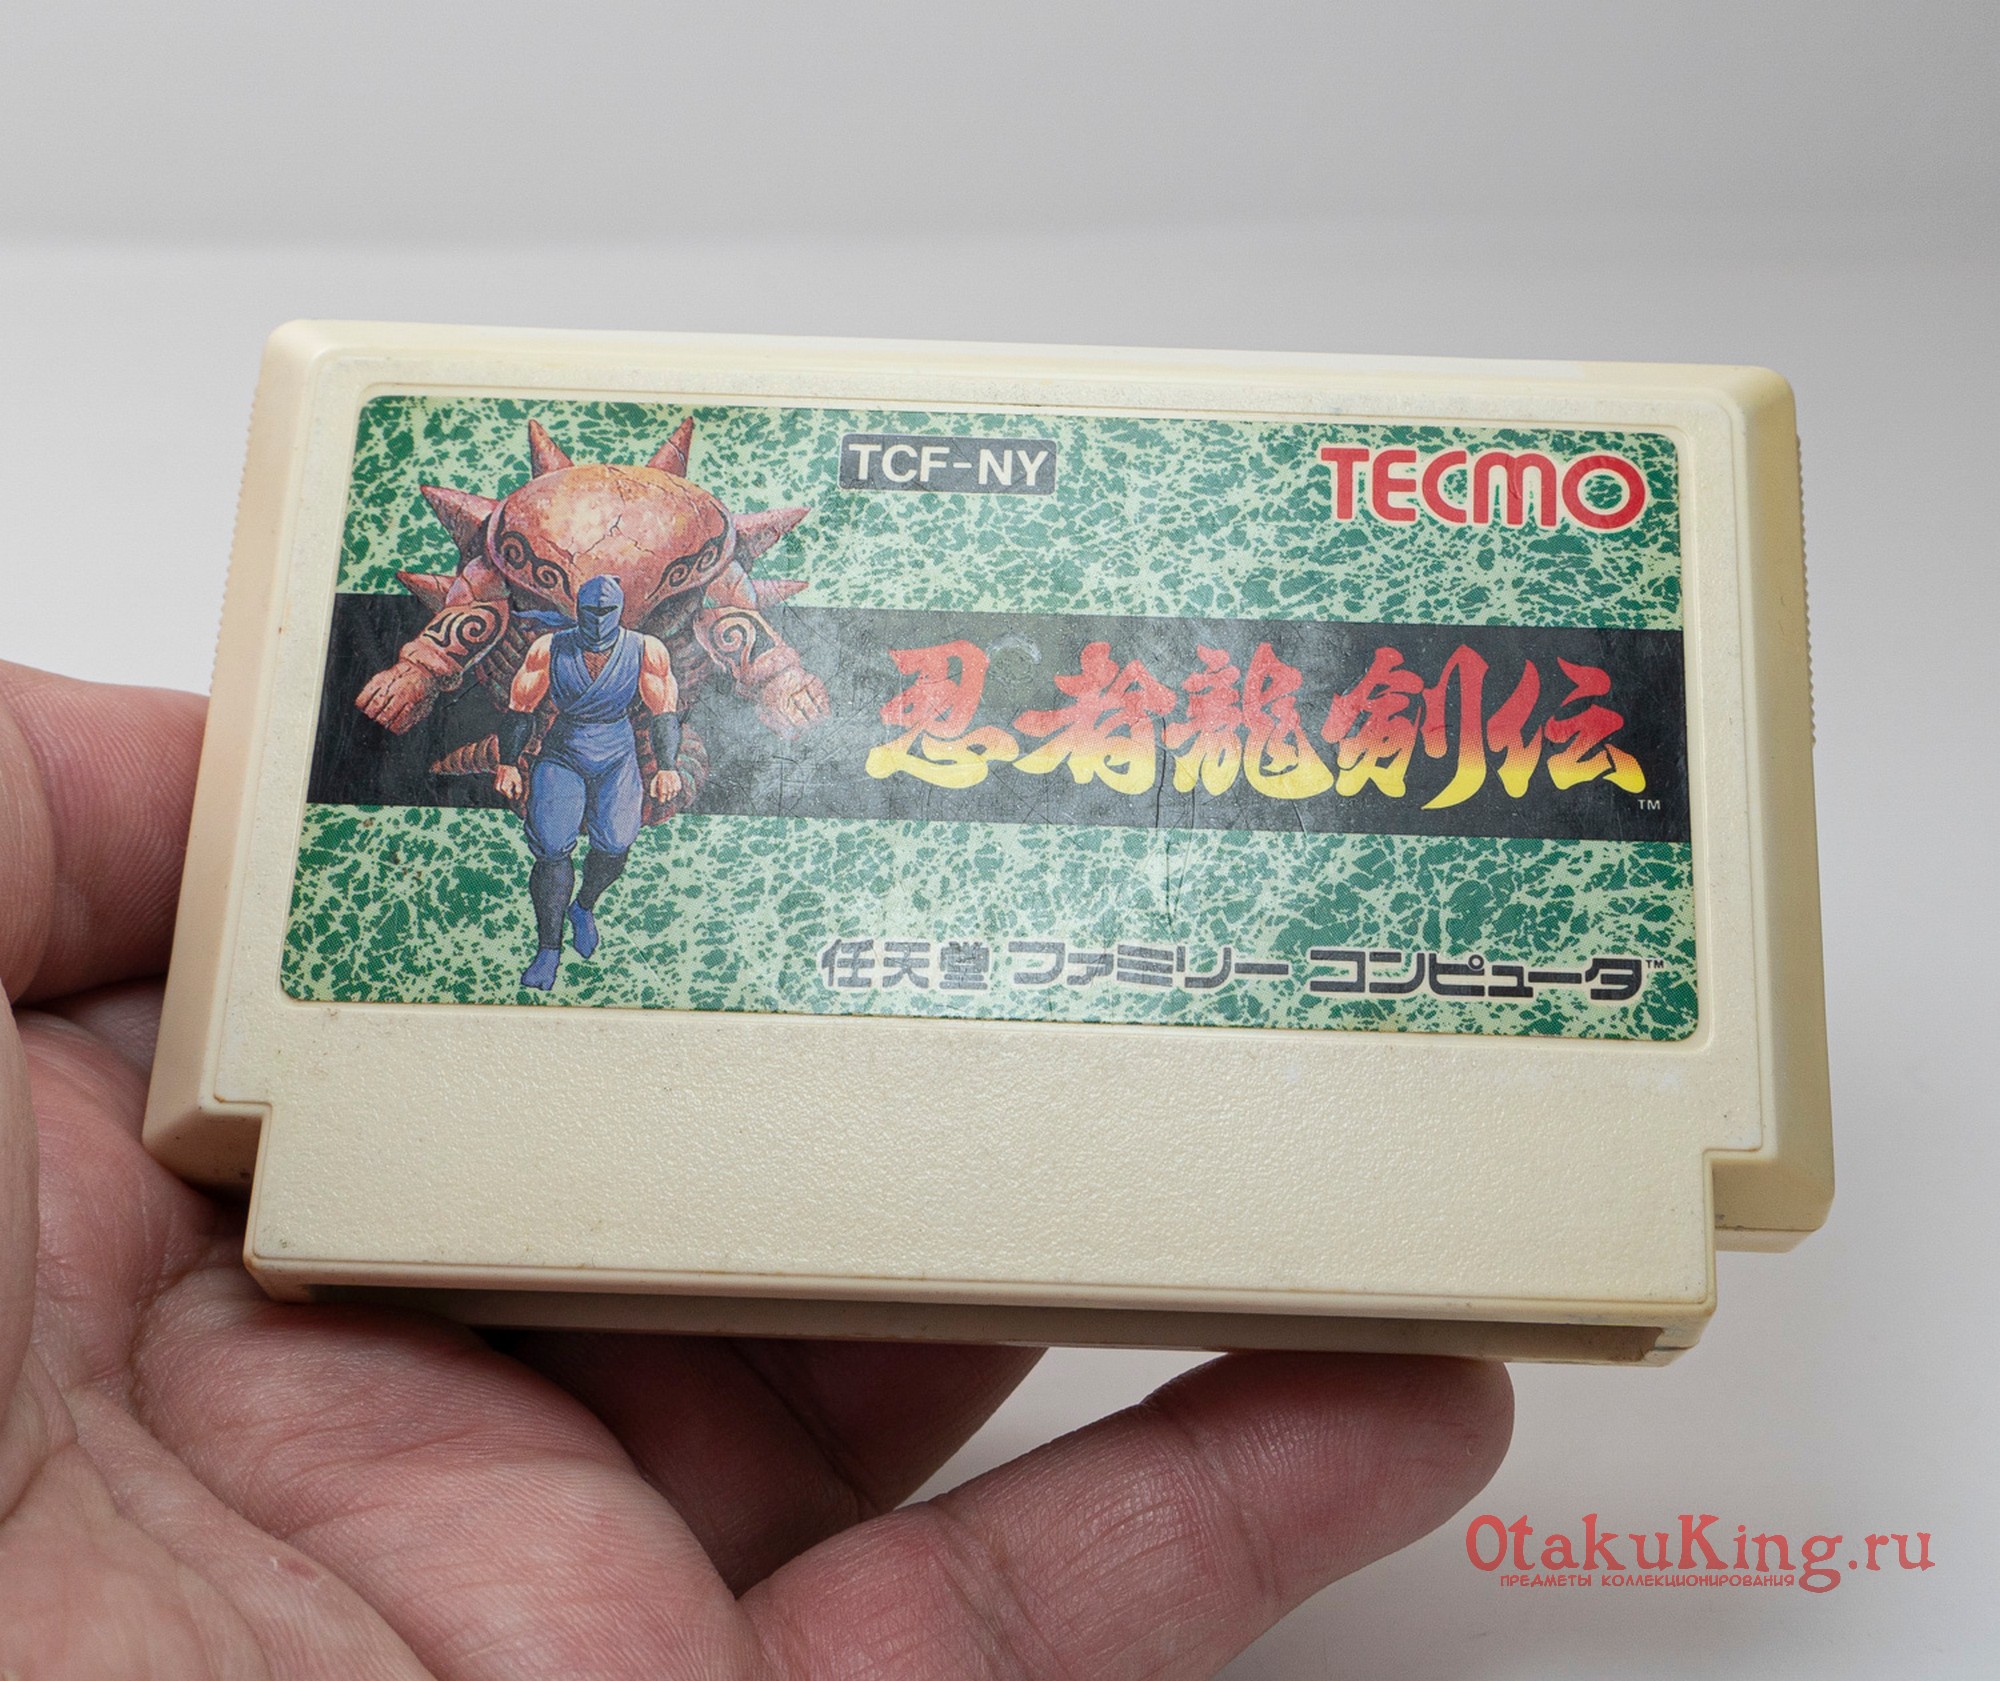 TCF-NY
TECMO
忍者龍剣伝
TM
任天堂 ファミリー コンピュータ TM
OtakuKing.ru
предметы коллекционирования